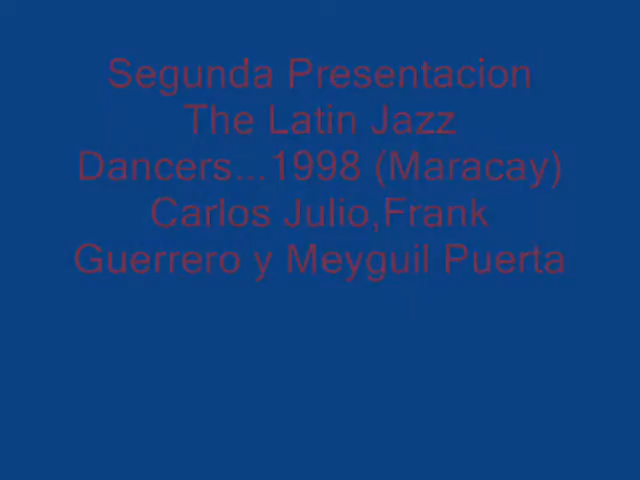 Segunda Presentacion
The Latin Jazz
Dancers...1998 (Maracay)
Carlos Julio,Frank
Guerrero y Meyguil Puerta